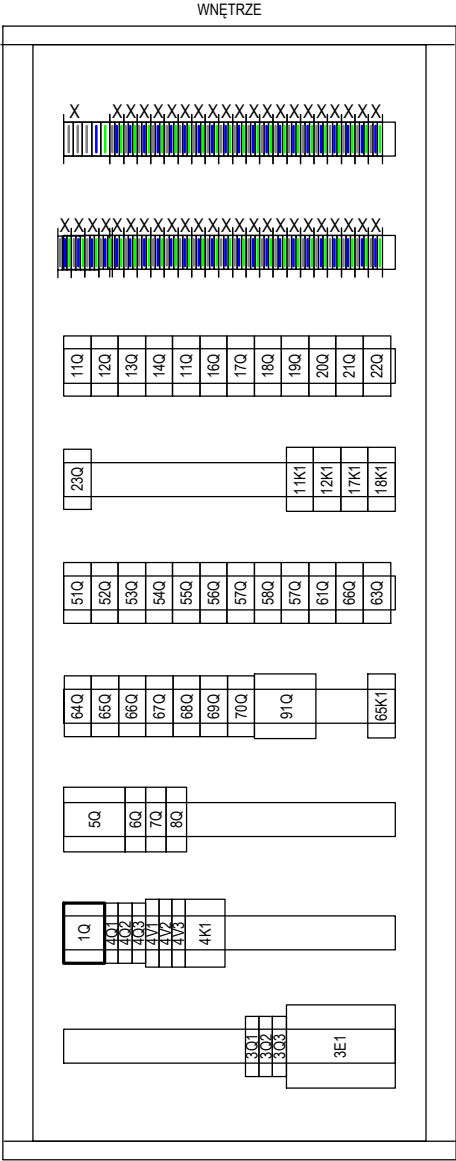 WNĘTRZE
X X X X X X X X X X X X X X X X X X X X X
X X X X X X X X X X X X X X X X X X X X X X X X
11Q 12Q 13Q 14Q 11Q 16Q 17Q 18Q 19Q 20Q 21Q 22Q
23Q 11K1 12K1 17K1 18K1
51Q 52Q 53Q 54Q 55Q 56Q 57Q 58Q 57Q 61Q 66Q 63Q
64Q 65Q 66Q 67Q 68Q 69Q 70Q 91Q 65K1
5Q 6Q 7Q 8Q
1Q 4Q1 4Q2 4Q3 4V1 4V2 4V3 4K1
3Q1 3Q2 3Q3 3E1